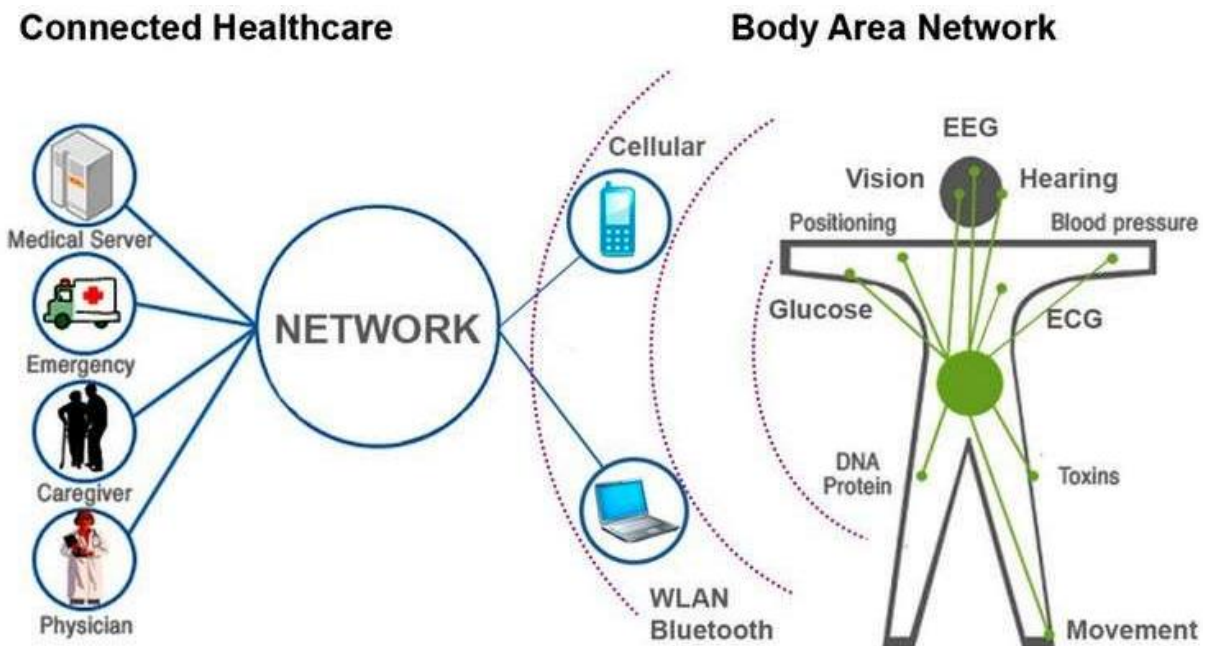 Connected Healthcare
Body Area Network
Medical Server
Emergency
Caregiver
Physician
NETWORK
Cellular
WLAN
Bluetooth
EEG
Vision
Hearing
Positioning
Blood pressure
Glucose
ECG
DNA
Protein
Toxins
Movement